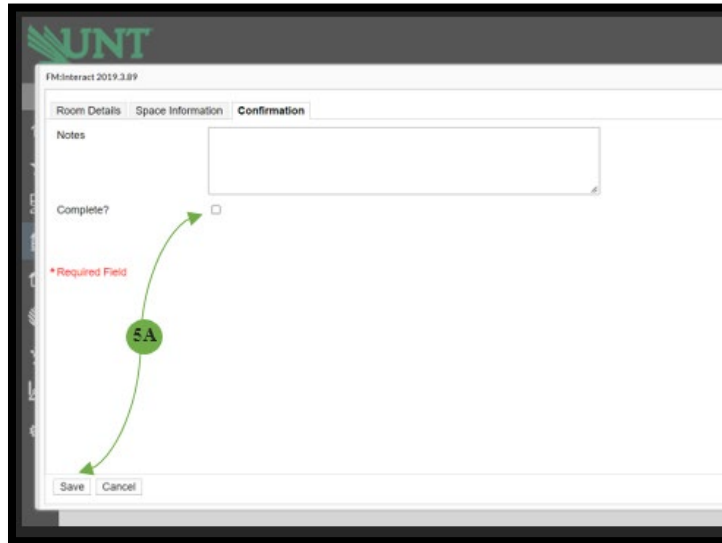 UNT
FM:Interact 2019.3.89
Room Details Space Information Confirmation
Notes
Complete?
*Required Field
5A
Save Cancel